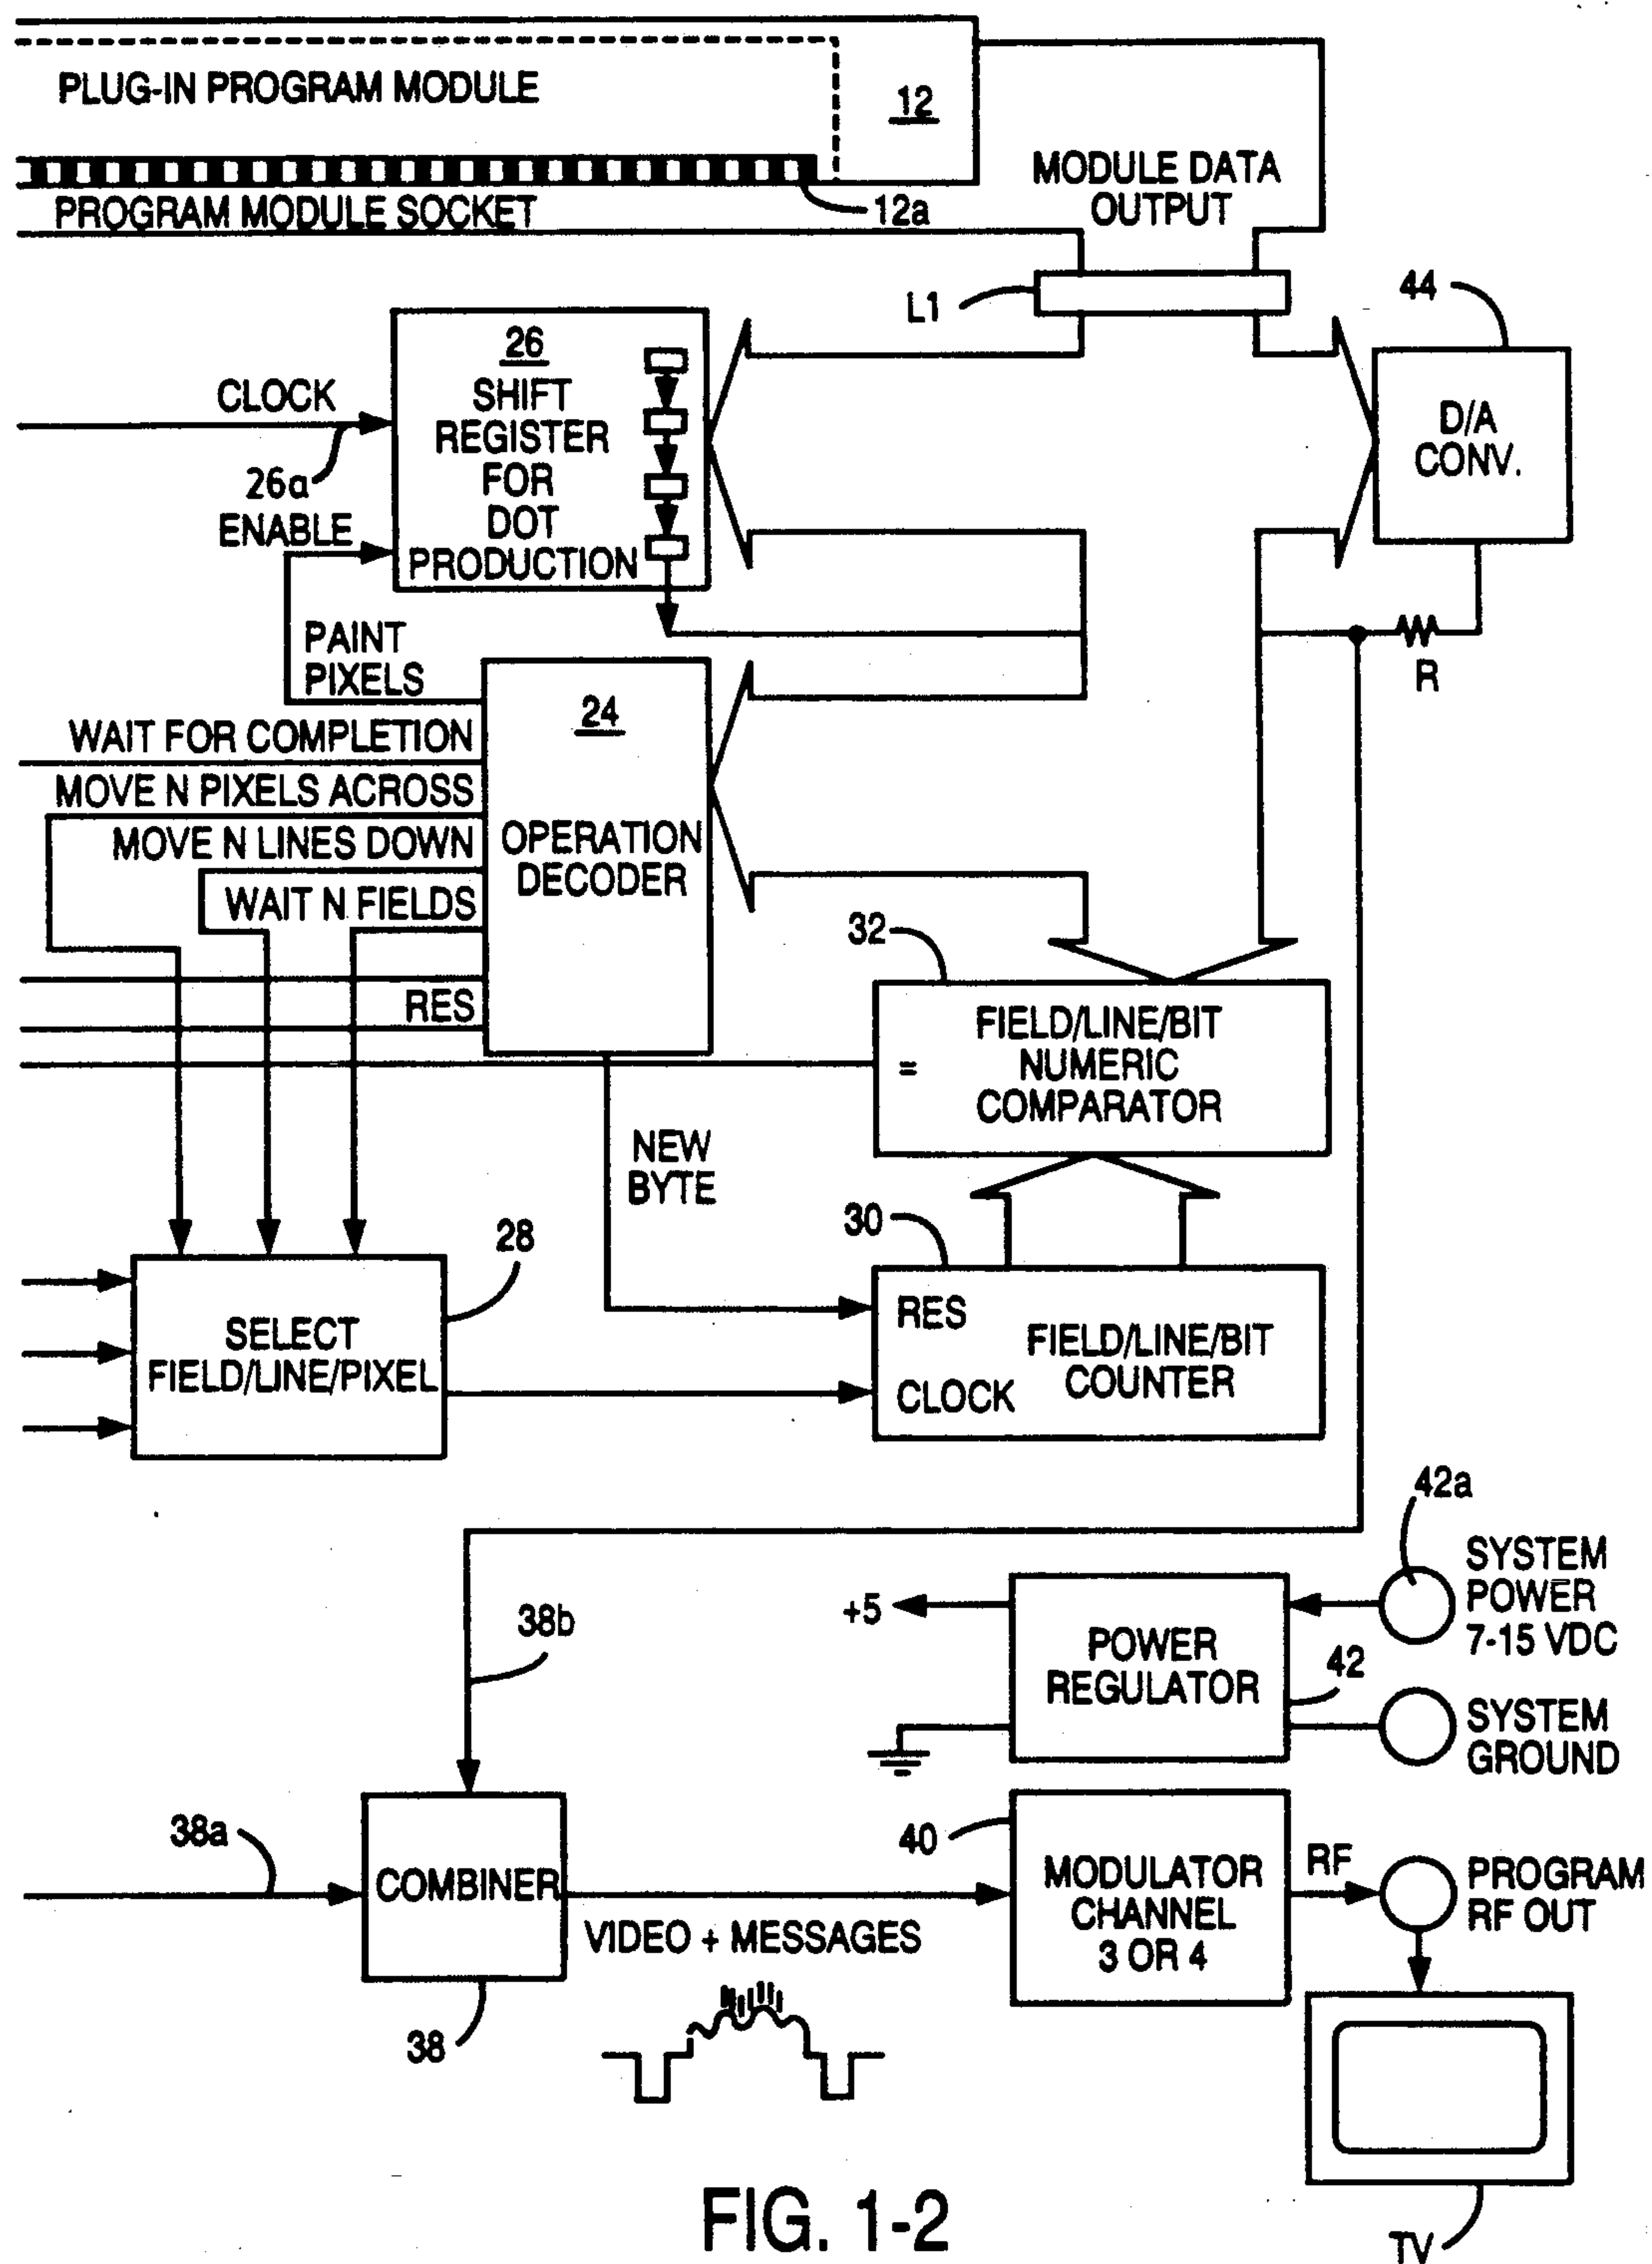 PLUG-IN PROGRAM MODULE
12
MODULE DATA
OUTPUT
PROGRAM MODULE SOCKET
12a
L1
44
26
SHIFT
REGISTER
FOR
DOT
PRODUCTION
CLOCK
26a
ENABLE
D/A
CONV.
R
PAINT
PIXELS
24
OPERATION
DECODER
WAIT FOR COMPLETION
MOVE N PIXELS ACROSS
MOVE N LINES DOWN
WAIT N FIELDS
RES
32
FIELD/LINE/BIT
NUMERIC
COMPARATOR
=
NEW
BYTE
28
30
SELECT
FIELD/LINE/PIXEL
RES
CLOCK
FIELD/LINE/BIT
COUNTER
42a
SYSTEM
POWER
7-15 VDC
+5
POWER
REGULATOR
42
SYSTEM
GROUND
38b
38a
COMBINER
38
VIDEO + MESSAGES
40
MODULATOR
CHANNEL
3 OR 4
RF
PROGRAM
RF OUT
TV
FIG. 1-2